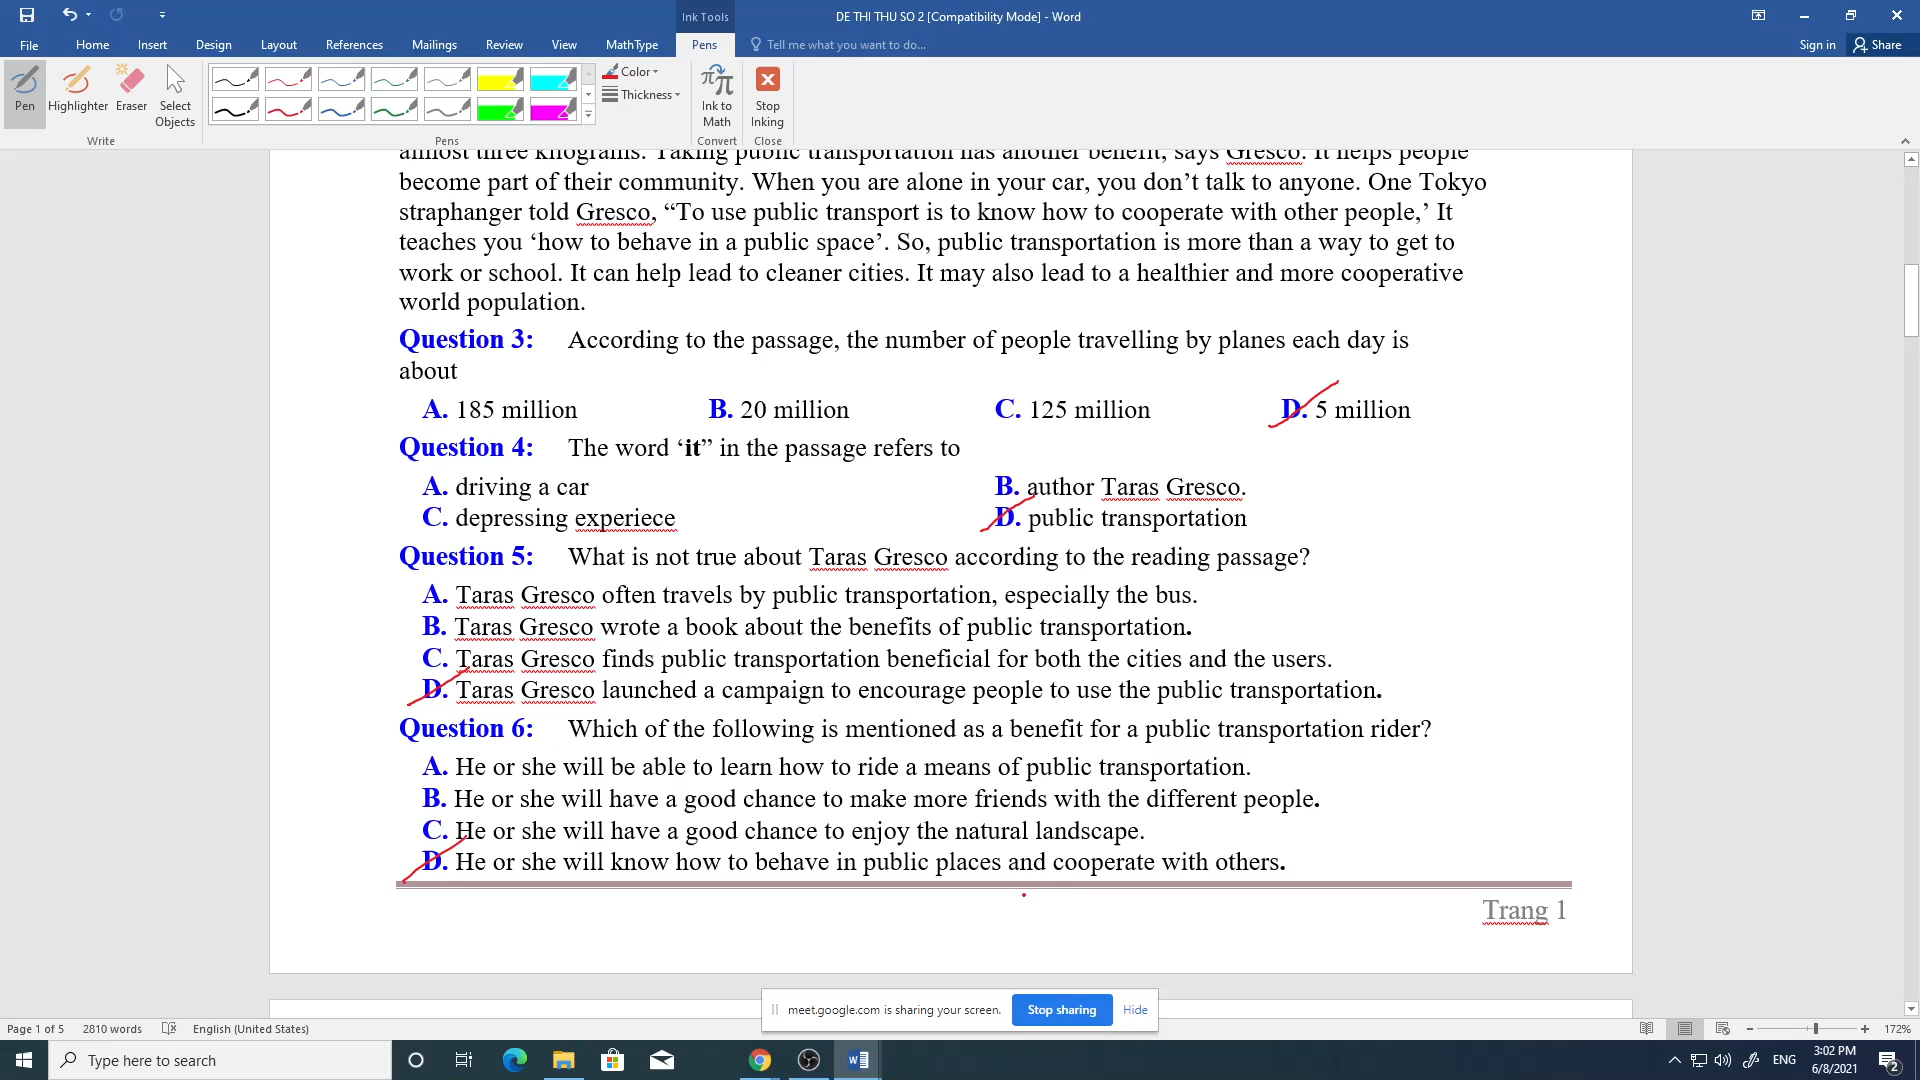 Ink Tools
DE THI THU SO 2 [Compatibility Mode] - Word
File Home Insert Design Layout References Mailings Review View MathType Pens Tell me what you want to do... Sign in Share
Pen Highlighter Eraser Select Objects
Color
Thickness
Ink to Math
Stop Inking
Write Pens Convert Close
almost three kilograms. Taking public transportation has another benefit, says Gresco. It helps people
become part of their community. When you are alone in your car, you don’t talk to anyone. One Tokyo
straphanger told Gresco, “To use public transport is to know how to cooperate with other people,’ It
teaches you ‘how to behave in a public space’. So, public transportation is more than a way to get to
work or school. It can help lead to cleaner cities. It may also lead to a healthier and more cooperative
world population.
Question 3: According to the passage, the number of people travelling by planes each day is
about
A. 185 million B. 20 million C. 125 million D. 5 million
Question 4: The word ‘it” in the passage refers to
A. driving a car B. author Taras Gresco.
C. depressing experiece D. public transportation
Question 5: What is not true about Taras Gresco according to the reading passage?
A. Taras Gresco often travels by public transportation, especially the bus.
B. Taras Gresco wrote a book about the benefits of public transportation.
C. Taras Gresco finds public transportation beneficial for both the cities and the users.
D. Taras Gresco launched a campaign to encourage people to use the public transportation.
Question 6: Which of the following is mentioned as a benefit for a public transportation rider?
A. He or she will be able to learn how to ride a means of public transportation.
B. He or she will have a good chance to make more friends with the different people.
C. He or she will have a good chance to enjoy the natural landscape.
D. He or she will know how to behave in public places and cooperate with others.
Trang 1
meet.google.com is sharing your screen. Stop sharing Hide
Page 1 of 5 2810 words English (United States) 172%
Type here to search
ENG
3:02 PM
6/8/2021
2